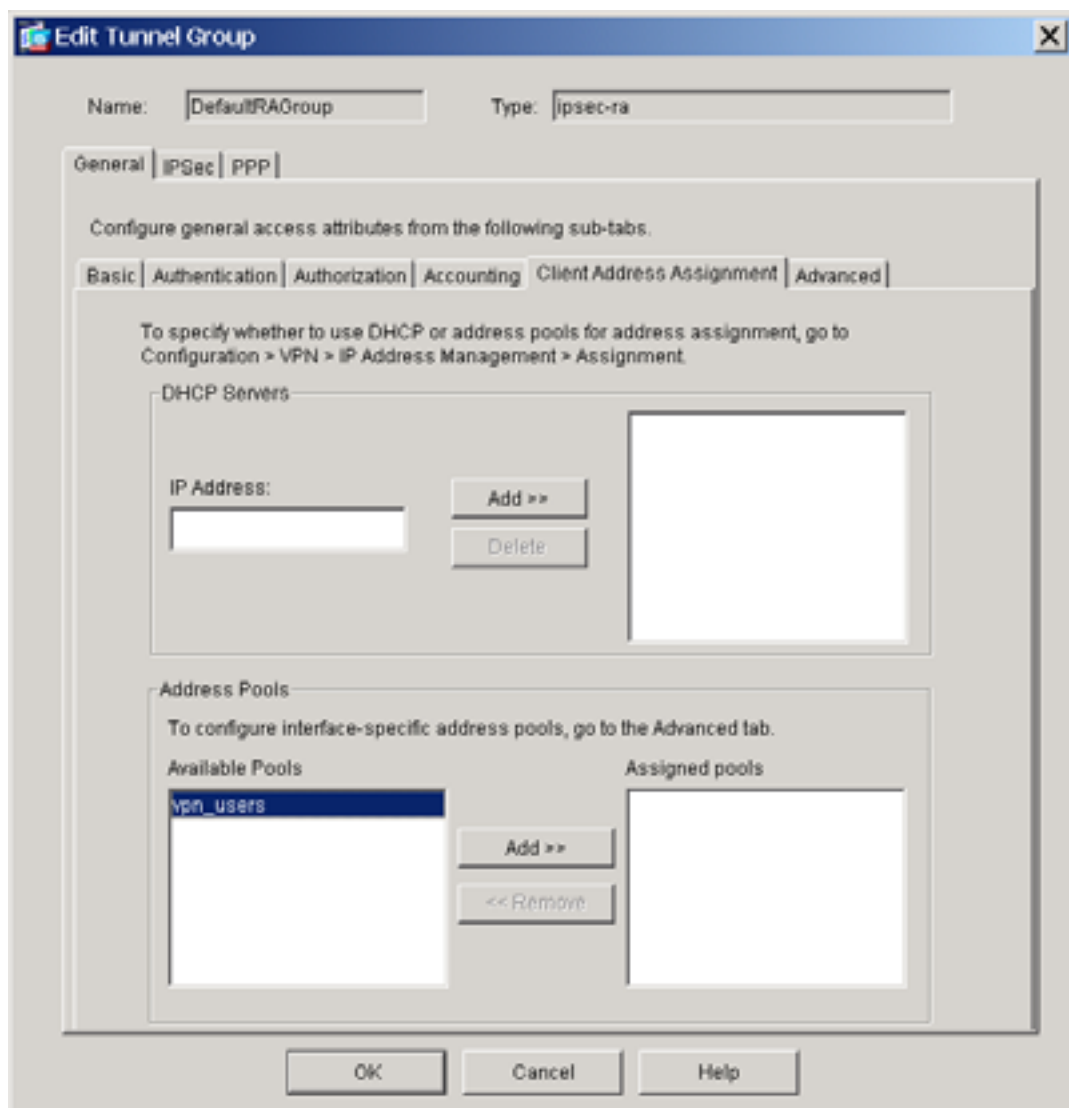 Edit Tunnel Group
Name: DefaultRAGroup Type: ipsec-ra
General IPSec PPP
Configure general access attributes from the following sub-tabs.
Basic Authentication Authorization Accounting Client Address Assignment Advanced
To specify whether to use DHCP or address pools for address assignment, go to
Configuration > VPN > IP Address Management > Assignment.
DHCP Servers
IP Address:
Add >>
Delete
Address Pools
To configure interface-specific address pools, go to the Advanced tab.
Available Pools Assigned pools
vpn_users
Add >>
<< Remove
OK Cancel Help